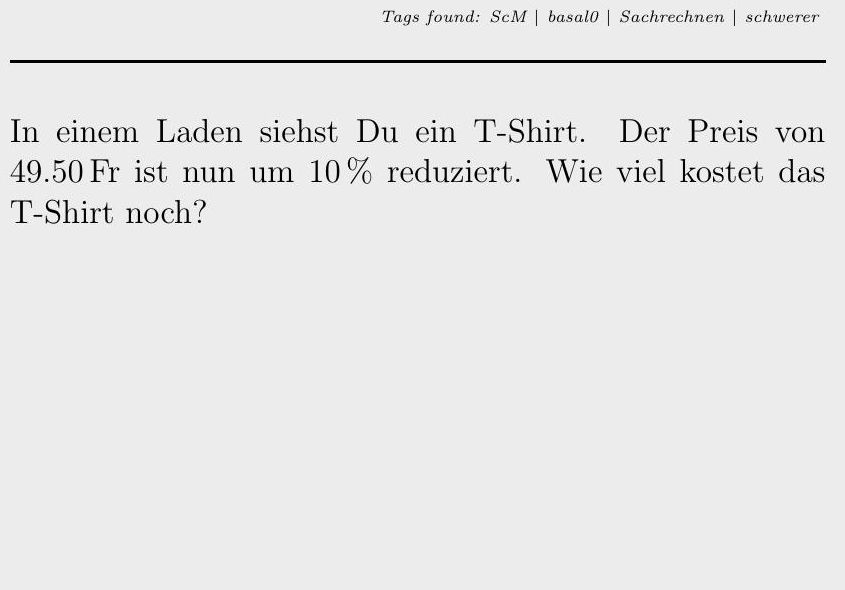 Tags found: ScM | basal0 | Sachrechnen | schwerer
In einem Laden siehst Du ein T-Shirt. Der Preis von
49.50 Fr ist nun um 10 % reduziert. Wie viel kostet das
T-Shirt noch?